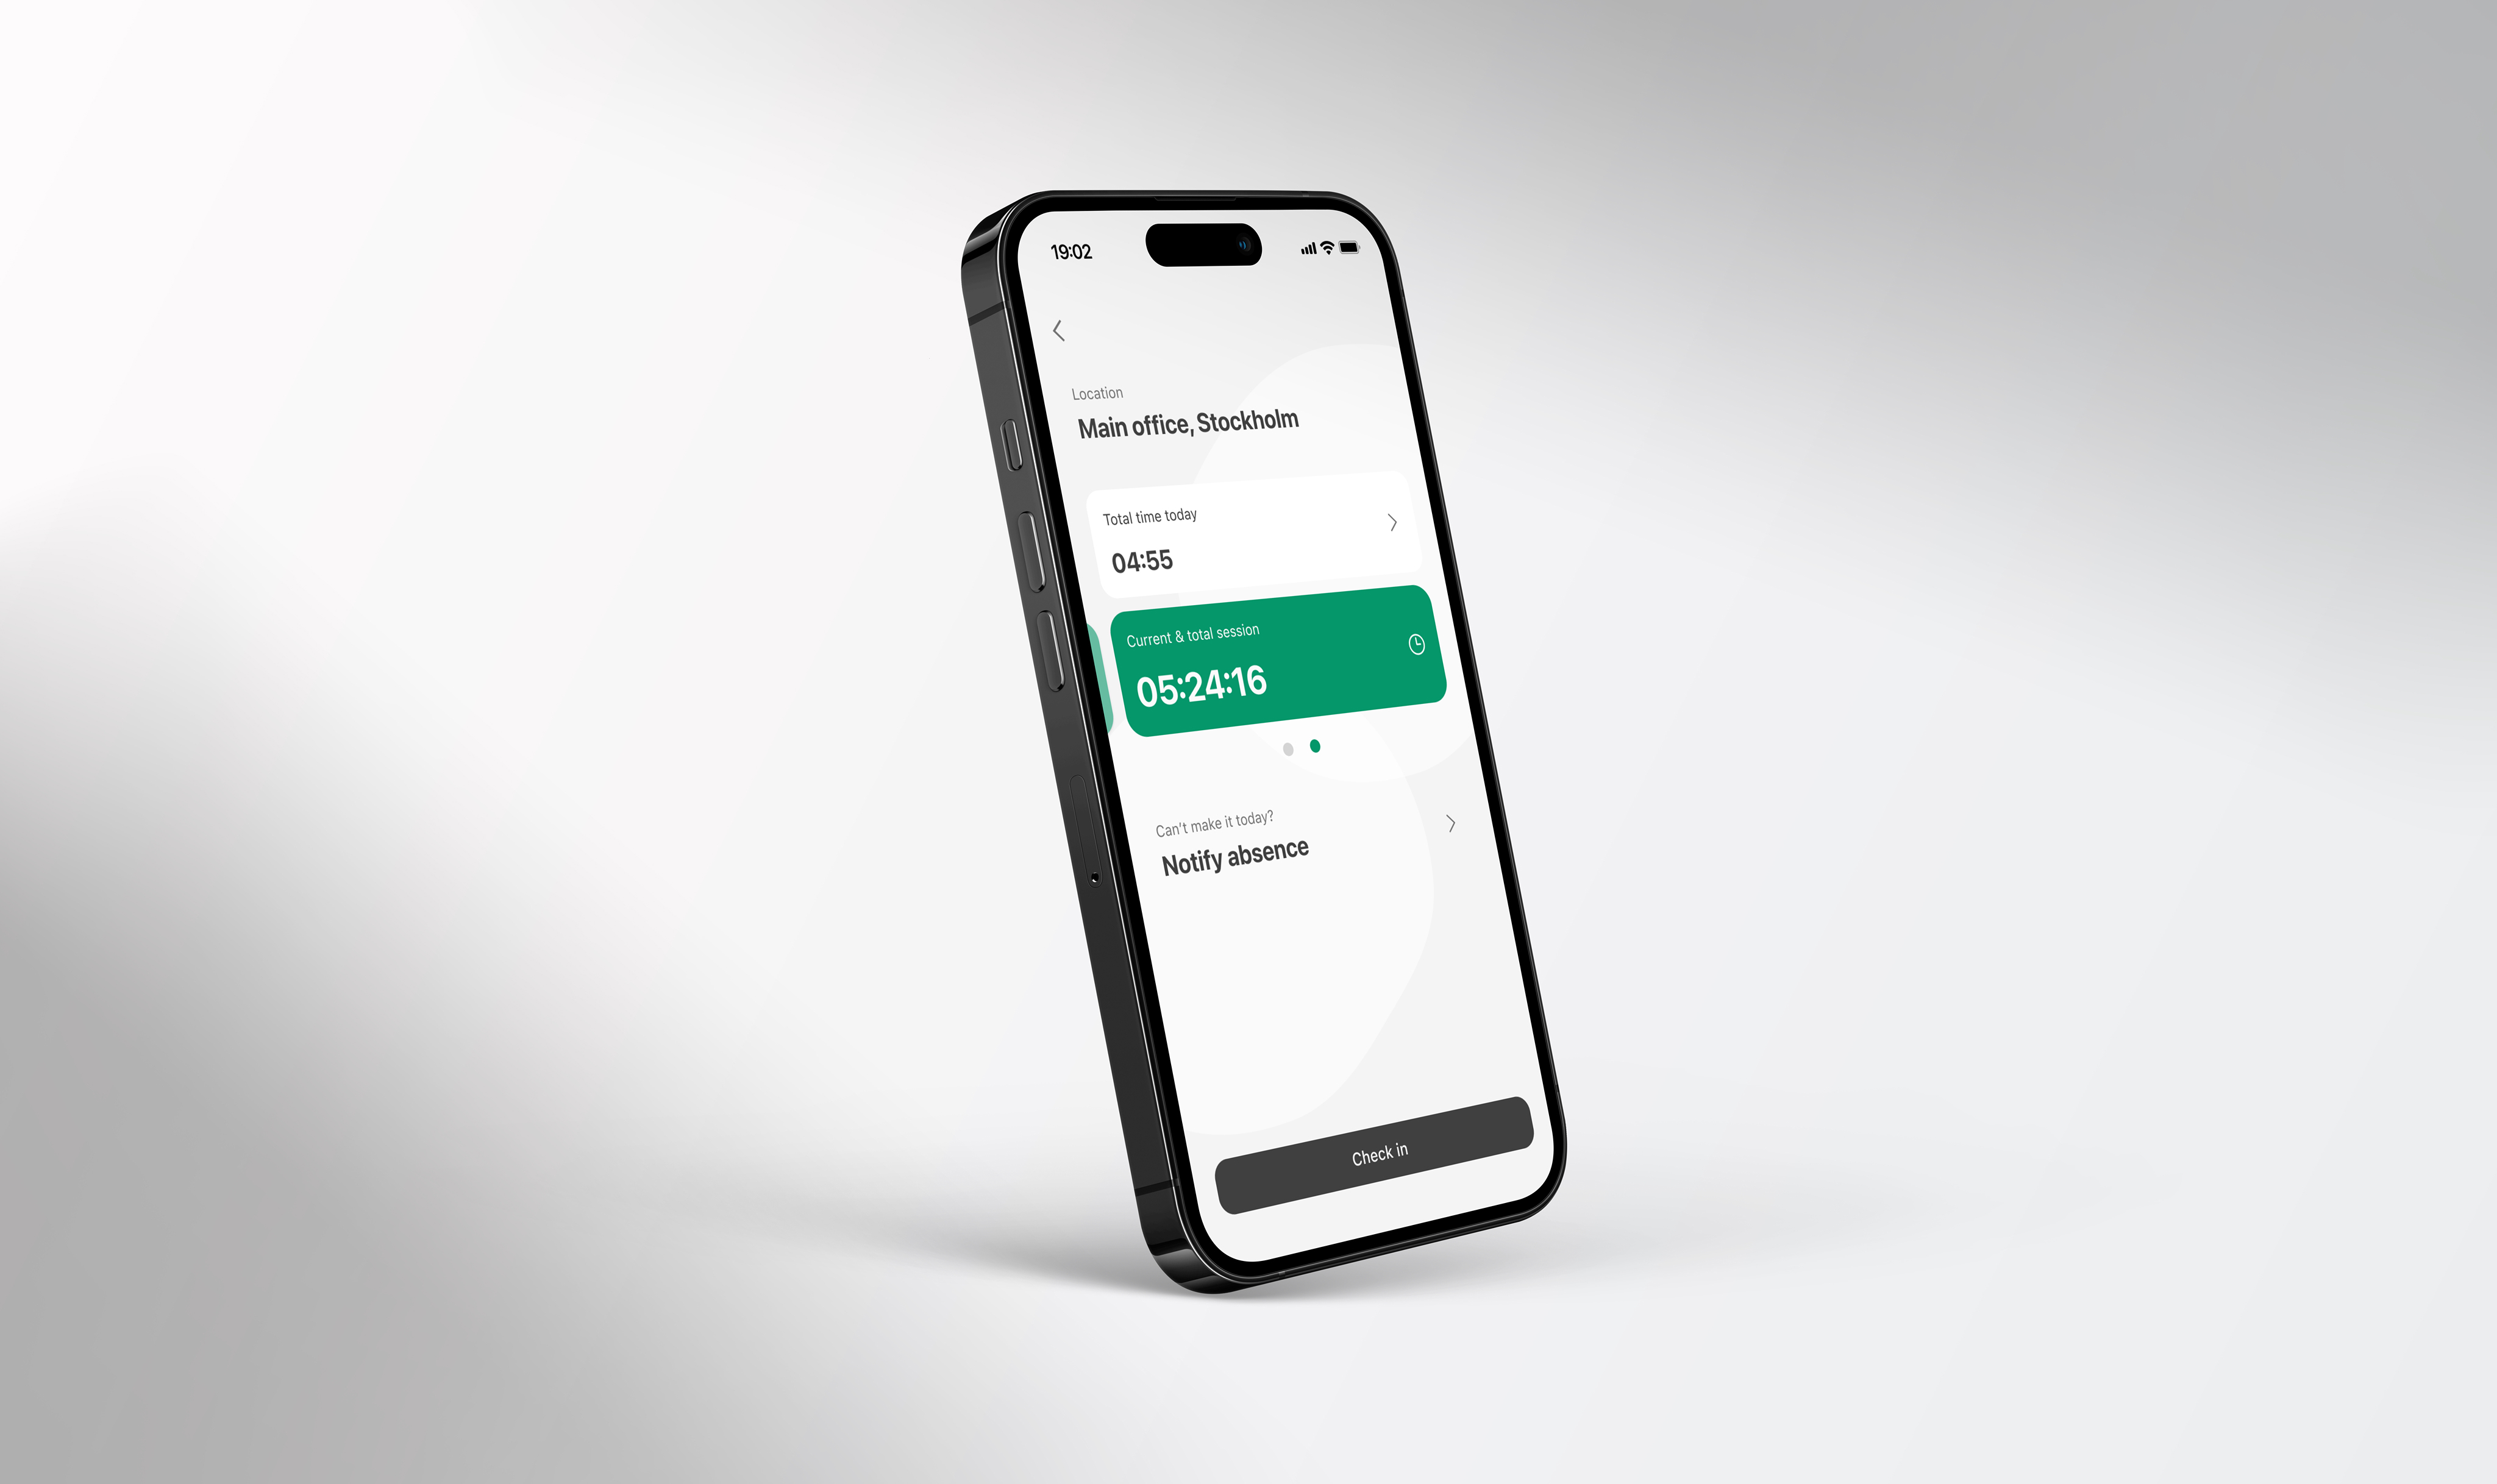 19:02
Location
Main office, Stockholm
Total time today
04:55
Current & total session
05:24:16
Can't make it today?
Notify absence
Check in